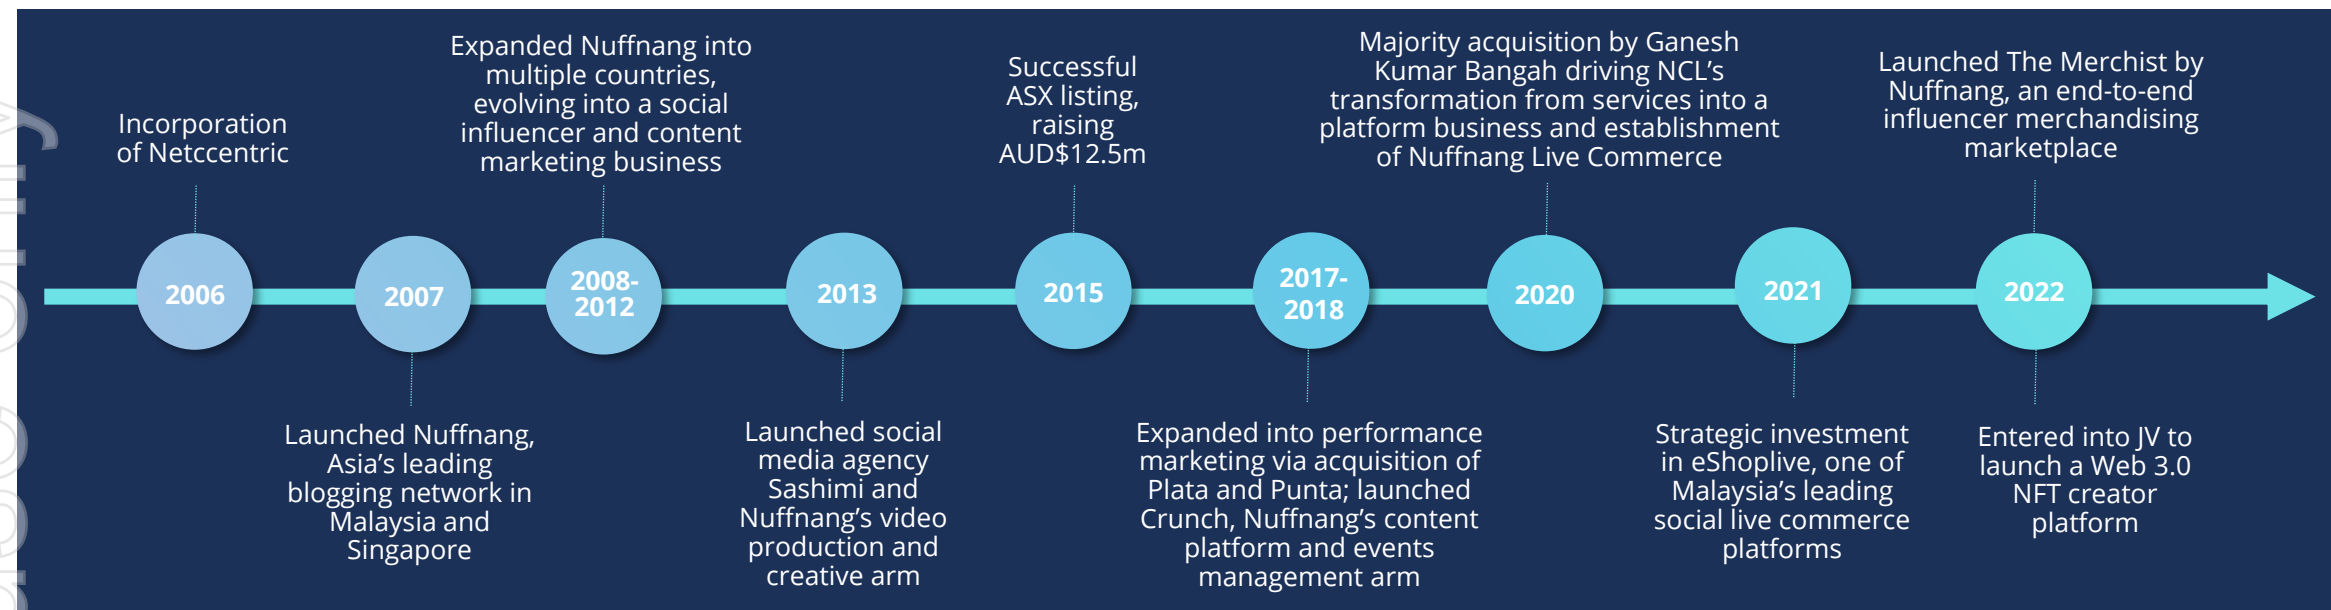 Incorporation
of Netccentric
2006
2007
Launched Nuffnang,
Asia’s leading
blogging network in
Malaysia and
Singapore
Expanded Nuffnang into
multiple countries,
evolving into a social
influencer and content
marketing business
2008-
2012
2013
Launched social
media agency
Sashimi and
Nuffnang’s video
production and
creative arm
Successful
ASX listing,
raising
AUD$12.5m
2015
2017-
2018
Expanded into performance
marketing via acquisition of
Plata and Punta; launched
Crunch, Nuffnang’s content
platform and events
management arm
Majority acquisition by Ganesh
Kumar Bangah driving NCL’s
transformation from services into a
platform business and establishment
of Nuffnang Live Commerce
2020
2021
Strategic investment
in eShoplive, one of
Malaysia’s leading
social live commerce
platforms
Launched The Merchist by
Nuffnang, an end-to-end
influencer merchandising
marketplace
2022
Entered into JV to
launch a Web 3.0
NFT creator
platform